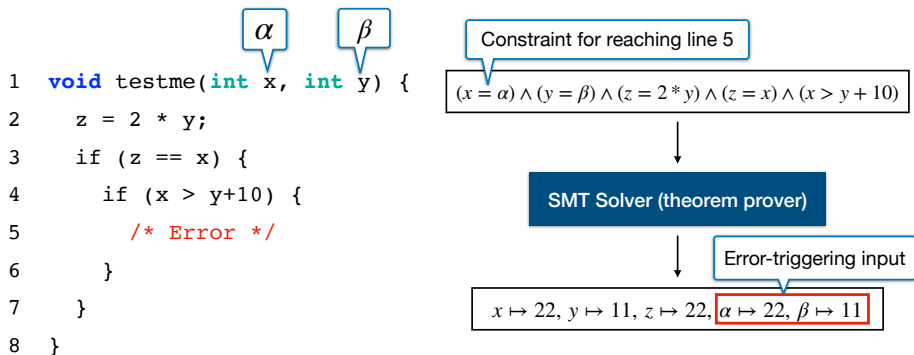 α
β
1 void testme(int x, int y) {
2 z = 2 * y;
3 if (z == x) {
4 if (x > y+10) {
5 /* Error */
6 }
7 }
8 }
Constraint for reaching line 5
(x = α) ∧ (y = β) ∧ (z = 2 * y) ∧ (z = x) ∧ (x > y + 10)
SMT Solver (theorem prover)
Error-triggering input
x ↦ 22, y ↦ 11, z ↦ 22, α ↦ 22, β ↦ 11